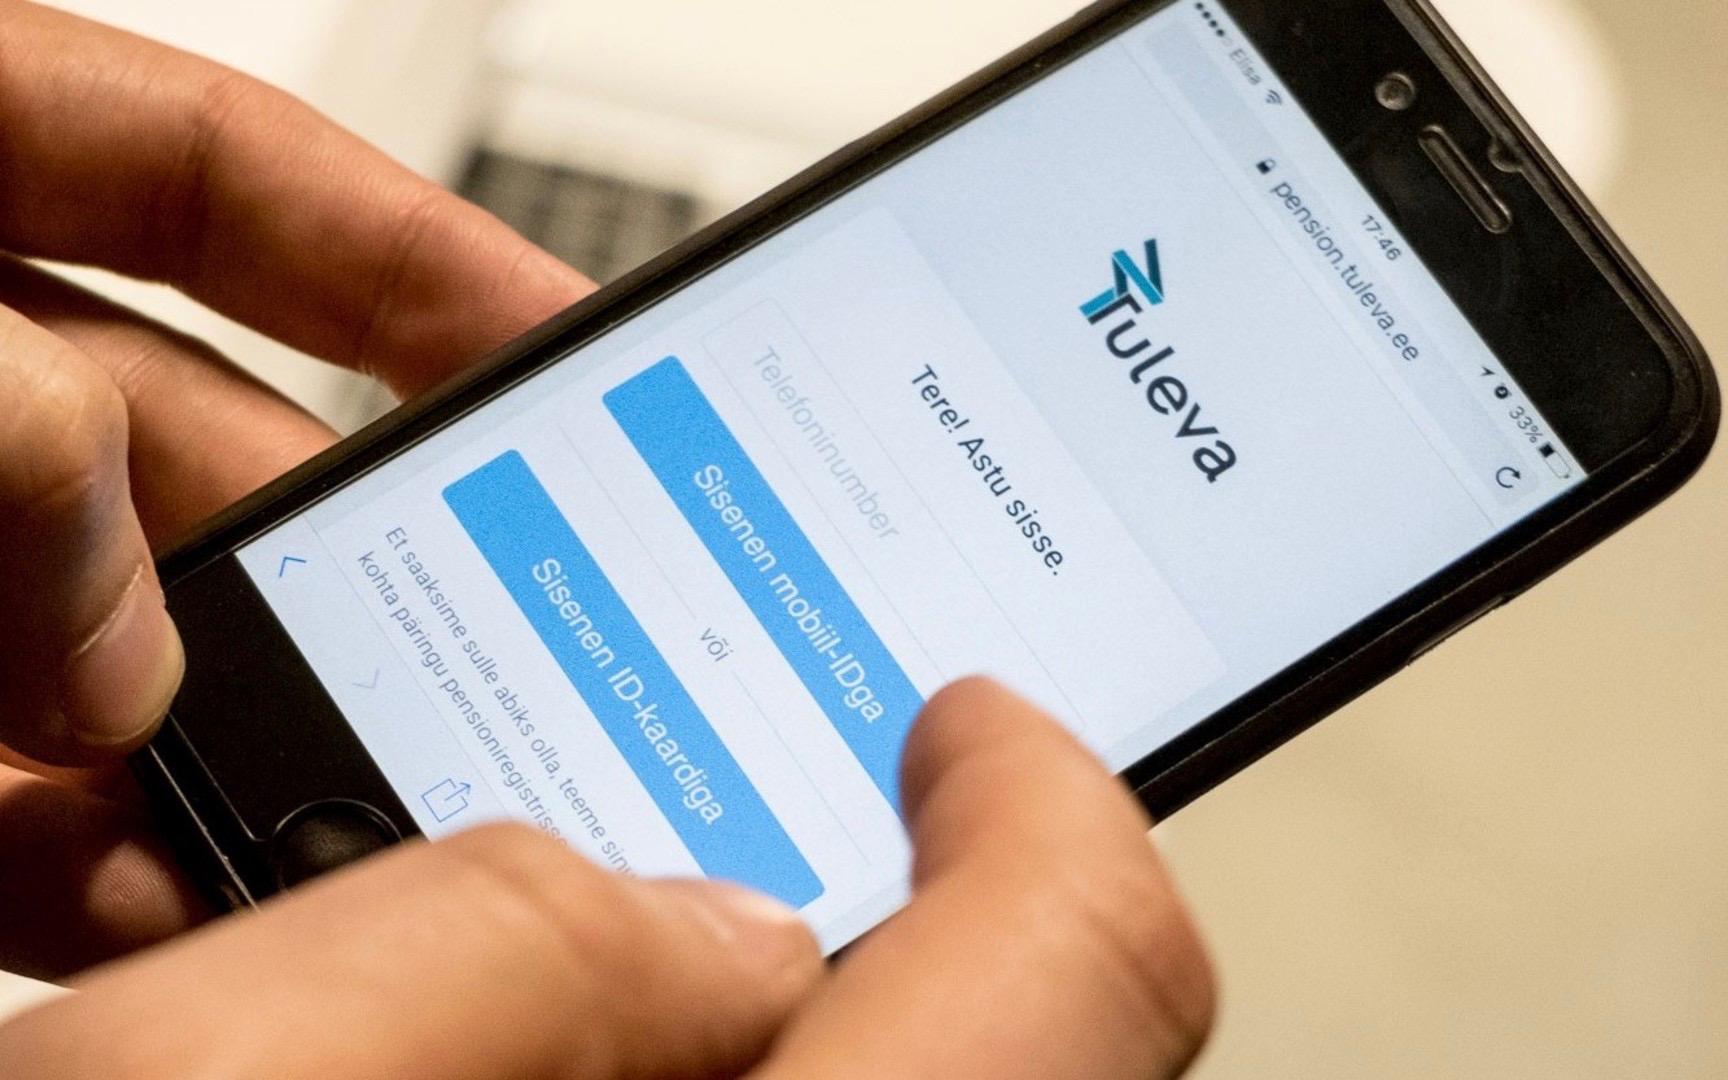 Elisa
17:46
33%
pension.tuleva.ee
Tuleva
Tere! Astu sisse.
Telefoninumber
Sisenen mobiil-IDga
või
Sisenen ID-kaardiga
Et saaksime sulle abiks olla, teeme sinu
kohta päringu pensioniregistrisse